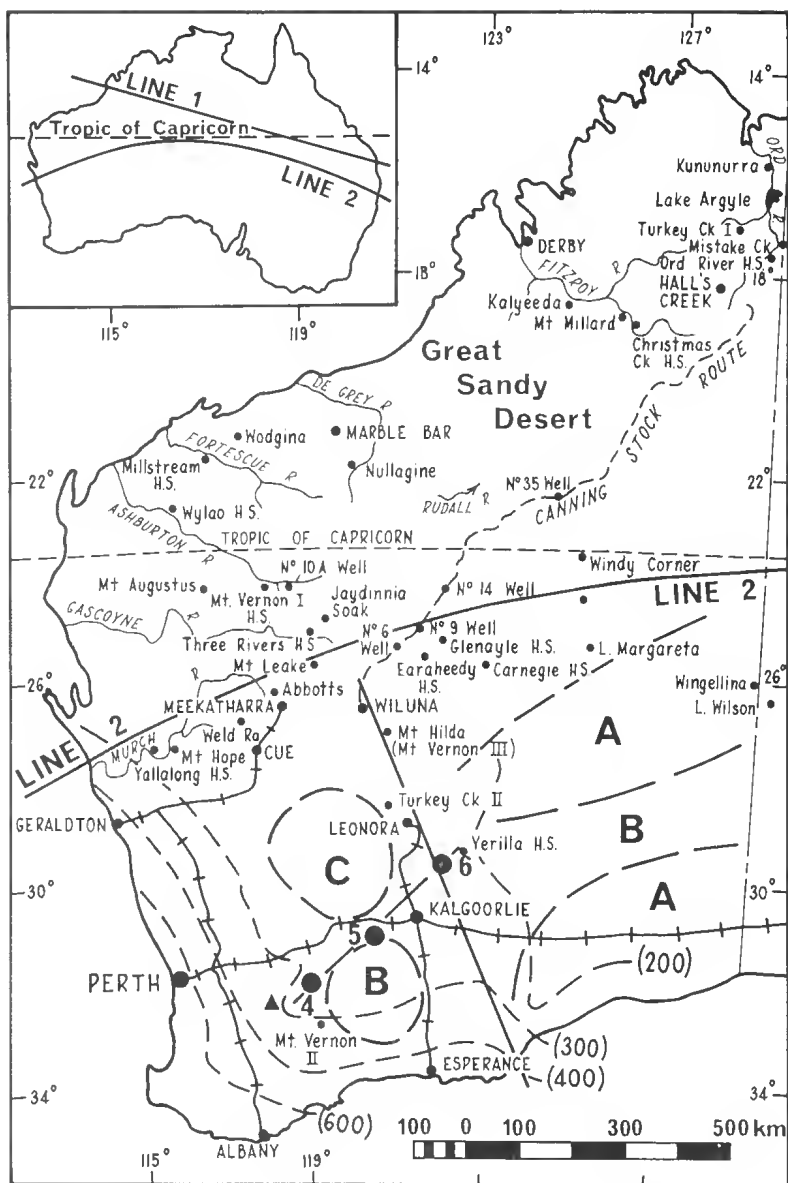 123° 127°
14° 14°
LINE 1
Tropic of Capricorn
LINE 2
ORD
R
Kununurra
Lake Argyle
Turkey Ck I
Mistake Ck
Ord River H.S.
HALL'S
CREEK
18° 18°
DERBY
FITZROY R
Kalyeeda
Mt Millard
Christmas
Ck H.S.
115° 119°
Great
Sandy
Desert
CANNING STOCK ROUTE
DE GREY R
Wodgina
MARBLE BAR
FORTESCUE R
Millstream
H.S.
Nullagine
22° 22°
Nº35 Well
RUDALL R
Wylao H.S.
ASHBURTON R
TROPIC OF CAPRICORN
Nº 10A Well
Windy Corner
Mt Augustus
Mt. Vernon I
H.S.
Jaydinnia
Soak
Nº 14 Well
LINE 2
GASCOYNE R
Three Rivers H.S
Nº6
Well
Nº 9 Well
Glenayle H.S.
L. Margareta
Mt Leake
Earaheedy
H.S.
Carnegie H.S.
26° 26°
R
Abbotts
MEEKATHARRA
WILUNA
Wingellina
L. Wilson
A
LINE 2
MURCH
Weld Ra
Mt Hope
CUE
Yallalong H.S.
Mt Hilda
(Mt Vernon III)
Turkey Ck II
B
GERALDTON
LEONORA
Yerilla H.S.
C
6
A
30° 30°
KALGOORLIE
5
(200)
PERTH
4
B
Mt. Vernon
II
(300)
ESPERANCE
(400)
34° 34°
(600)
ALBANY
100 0 100 300 500 km
115° 119°